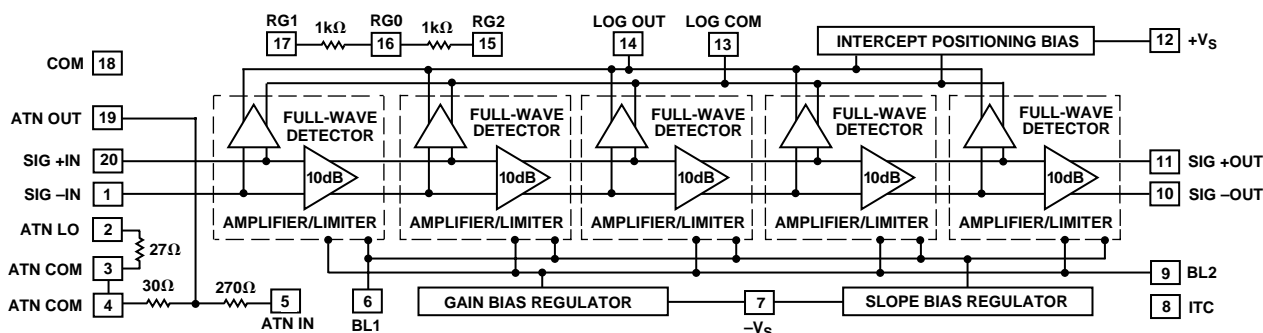 RG1 1kΩ RG0 1kΩ RG2 LOG OUT LOG COM
17 16 15 14 13 INTERCEPT POSITIONING BIAS 12 +VS
COM 18
ATN OUT 19
FULL-WAVE DETECTOR FULL-WAVE DETECTOR FULL-WAVE DETECTOR FULL-WAVE DETECTOR FULL-WAVE DETECTOR
SIG +IN 20 11 SIG +OUT
10dB 10dB 10dB 10dB 10dB
SIG –IN 1 10 SIG –OUT
AMPLIFIER/LIMITER AMPLIFIER/LIMITER AMPLIFIER/LIMITER AMPLIFIER/LIMITER AMPLIFIER/LIMITER
ATN LO 2
27Ω
ATN COM 3 9 BL2
30Ω 270Ω
ATN COM 4 5 6 GAIN BIAS REGULATOR 7 SLOPE BIAS REGULATOR 8 ITC
ATN IN BL1 –VS